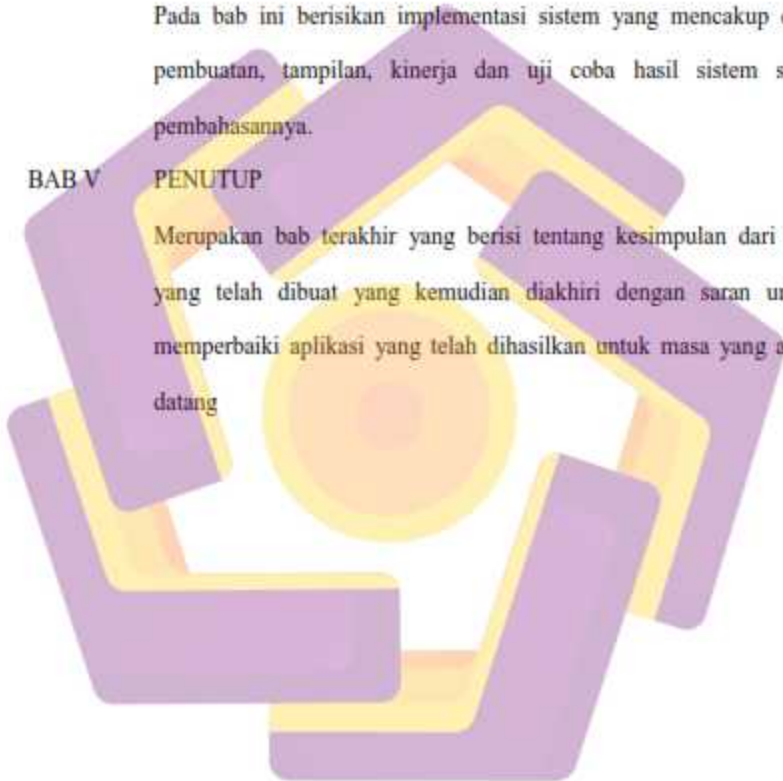 Pada bab ini berisikan implementasi sistem yang mencakup
pembuatan, tampilan, kinerja dan uji coba hasil sistem
pembahasannya.
BAB V PENUTUP
Merupakan bab terakhir yang berisi tentang kesimpulan dari
yang telah dibuat yang kemudian diakhiri dengan saran
memperbaiki aplikasi yang telah dihasilkan untuk masa yang
datang